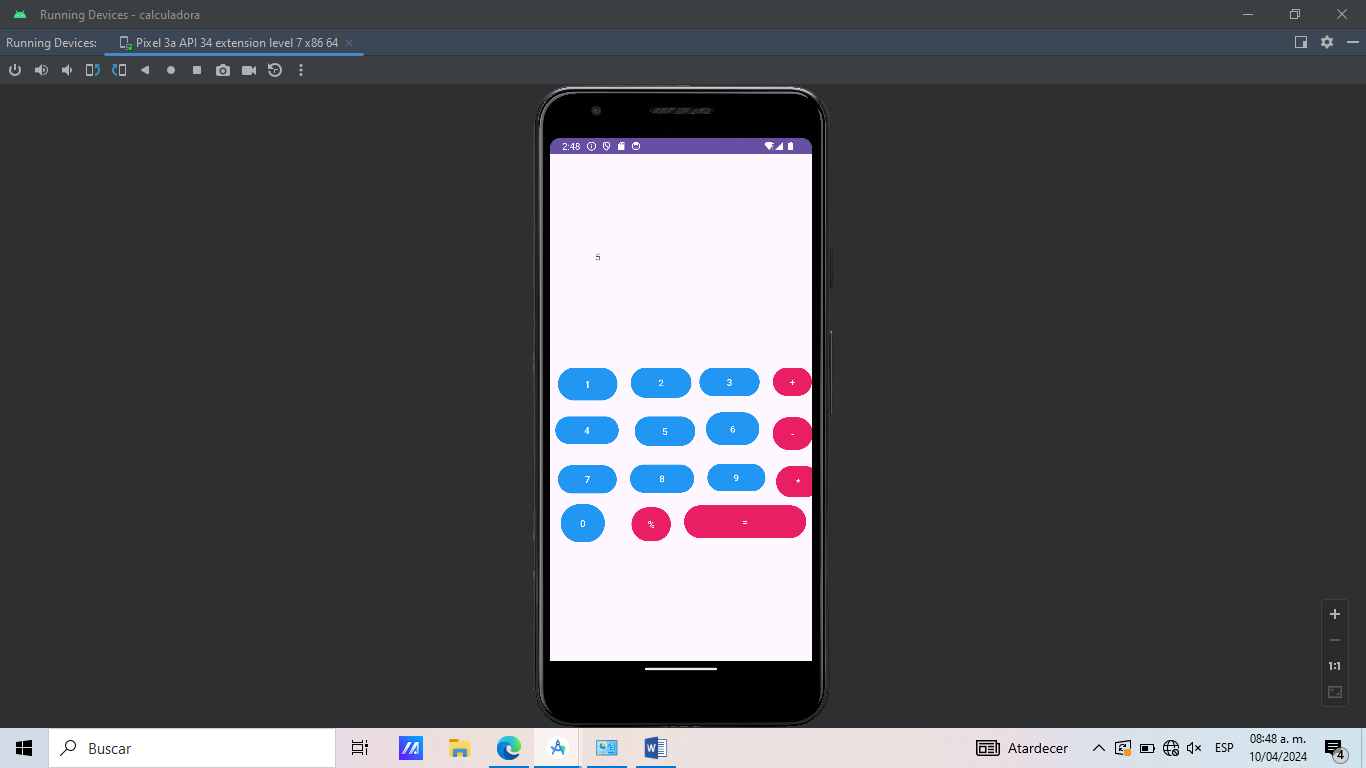 Running Devices - calculadora
Running Devices: Pixel 3a API 34 extension level 7 x86 64
2:48
5
1 2 3 +
4 5 6 -
7 8 9 *
0 % =
1:1
Buscar
Atardecer
ESP
08:48 a. m.
10/04/2024
4